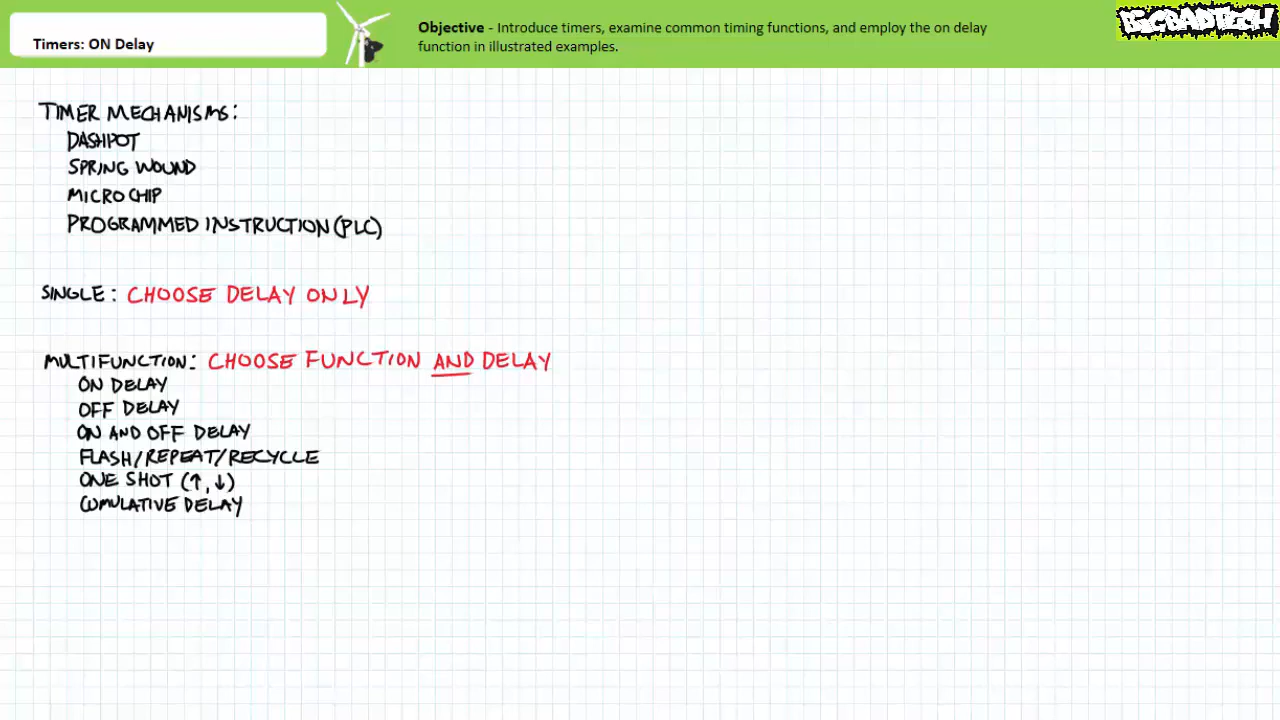 Timers: ON Delay
Objective - Introduce timers, examine common timing functions, and employ the on delay
function in illustrated examples.
BIGBADTECH
TIMER MECHANISMS:
DASHPOT
SPRING WOUND
MICROCHIP
PROGRAMMED INSTRUCTION (PLC)
SINGLE: CHOOSE DELAY ONLY
MULTIFUNCTION: CHOOSE FUNCTION AND DELAY
ON DELAY
OFF DELAY
ON AND OFF DELAY
FLASH/REPEAT/RECYCLE
ONE SHOT (↑,↓)
CUMULATIVE DELAY